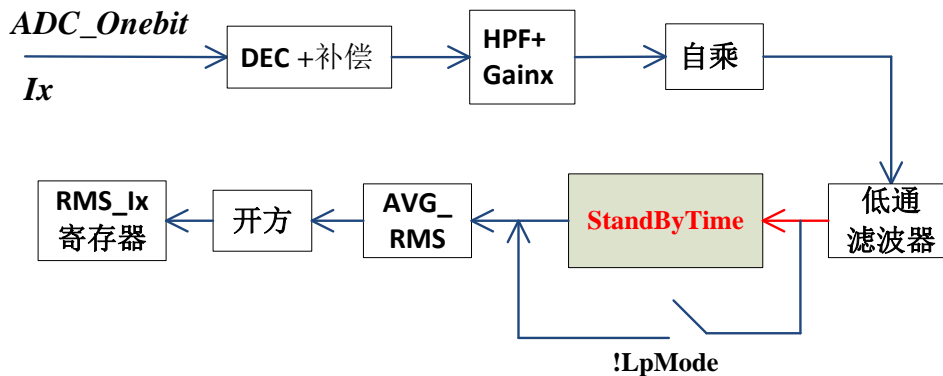 ADC_Onebit
Ix
DEC +补偿
HPF+
Gainx
自乘
低通
滤波器
StandByTime
AVG_
RMS
开方
RMS_Ix
寄存器
!LpMode